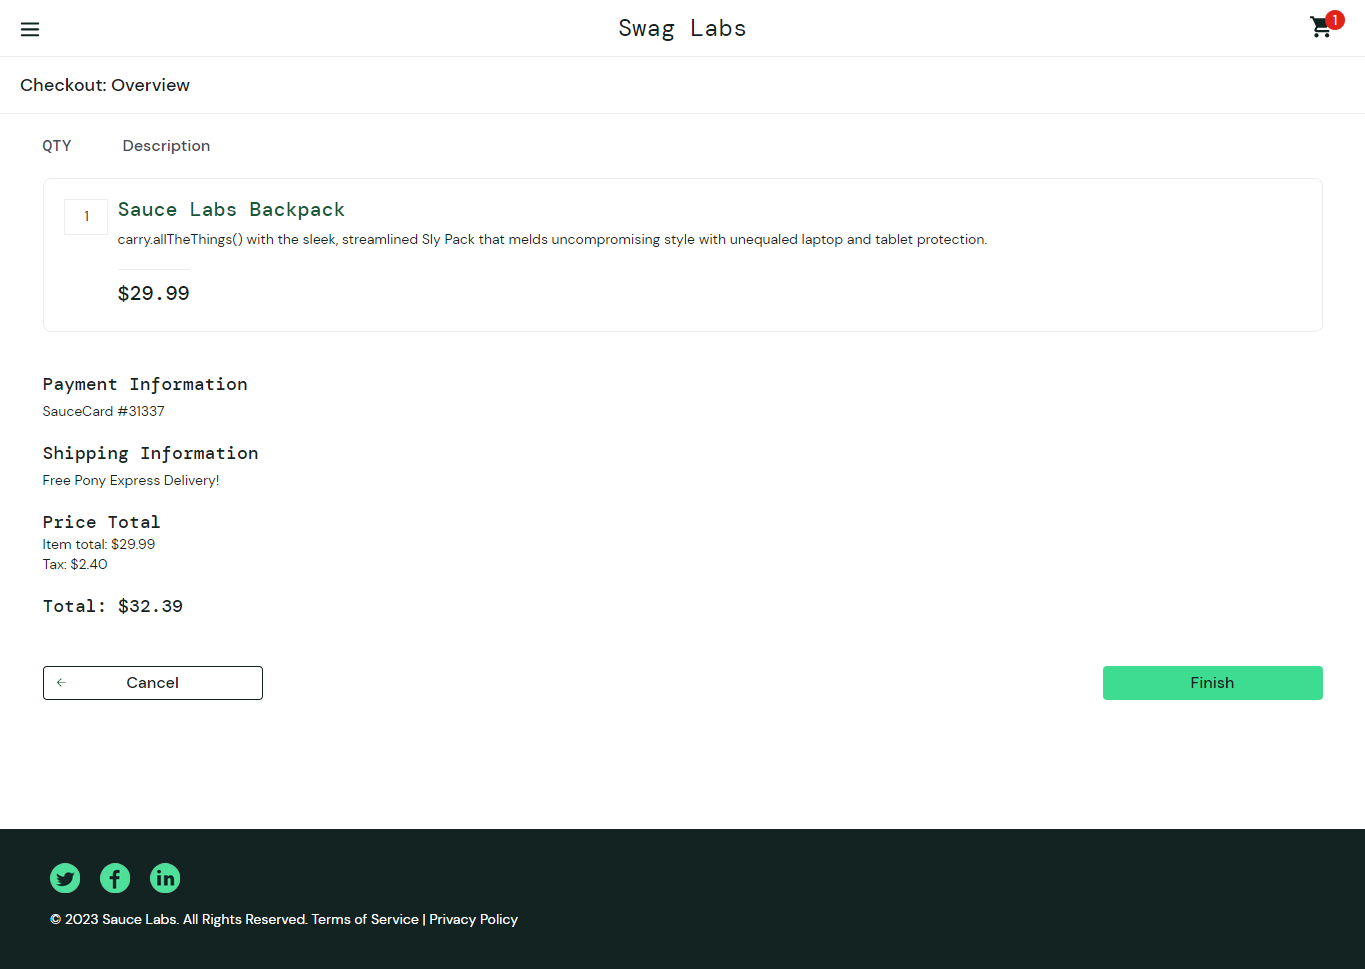 Swag Labs
1
Checkout: Overview
QTY Description
1
Sauce Labs Backpack
carry.allTheThings() with the sleek, streamlined Sly Pack that melds uncompromising style with unequaled laptop and tablet protection.
$29.99
Payment Information
SauceCard #31337
Shipping Information
Free Pony Express Delivery!
Price Total
Item total: $29.99
Tax: $2.40
Total: $32.39
Cancel
Finish
© 2023 Sauce Labs. All Rights Reserved. Terms of Service | Privacy Policy